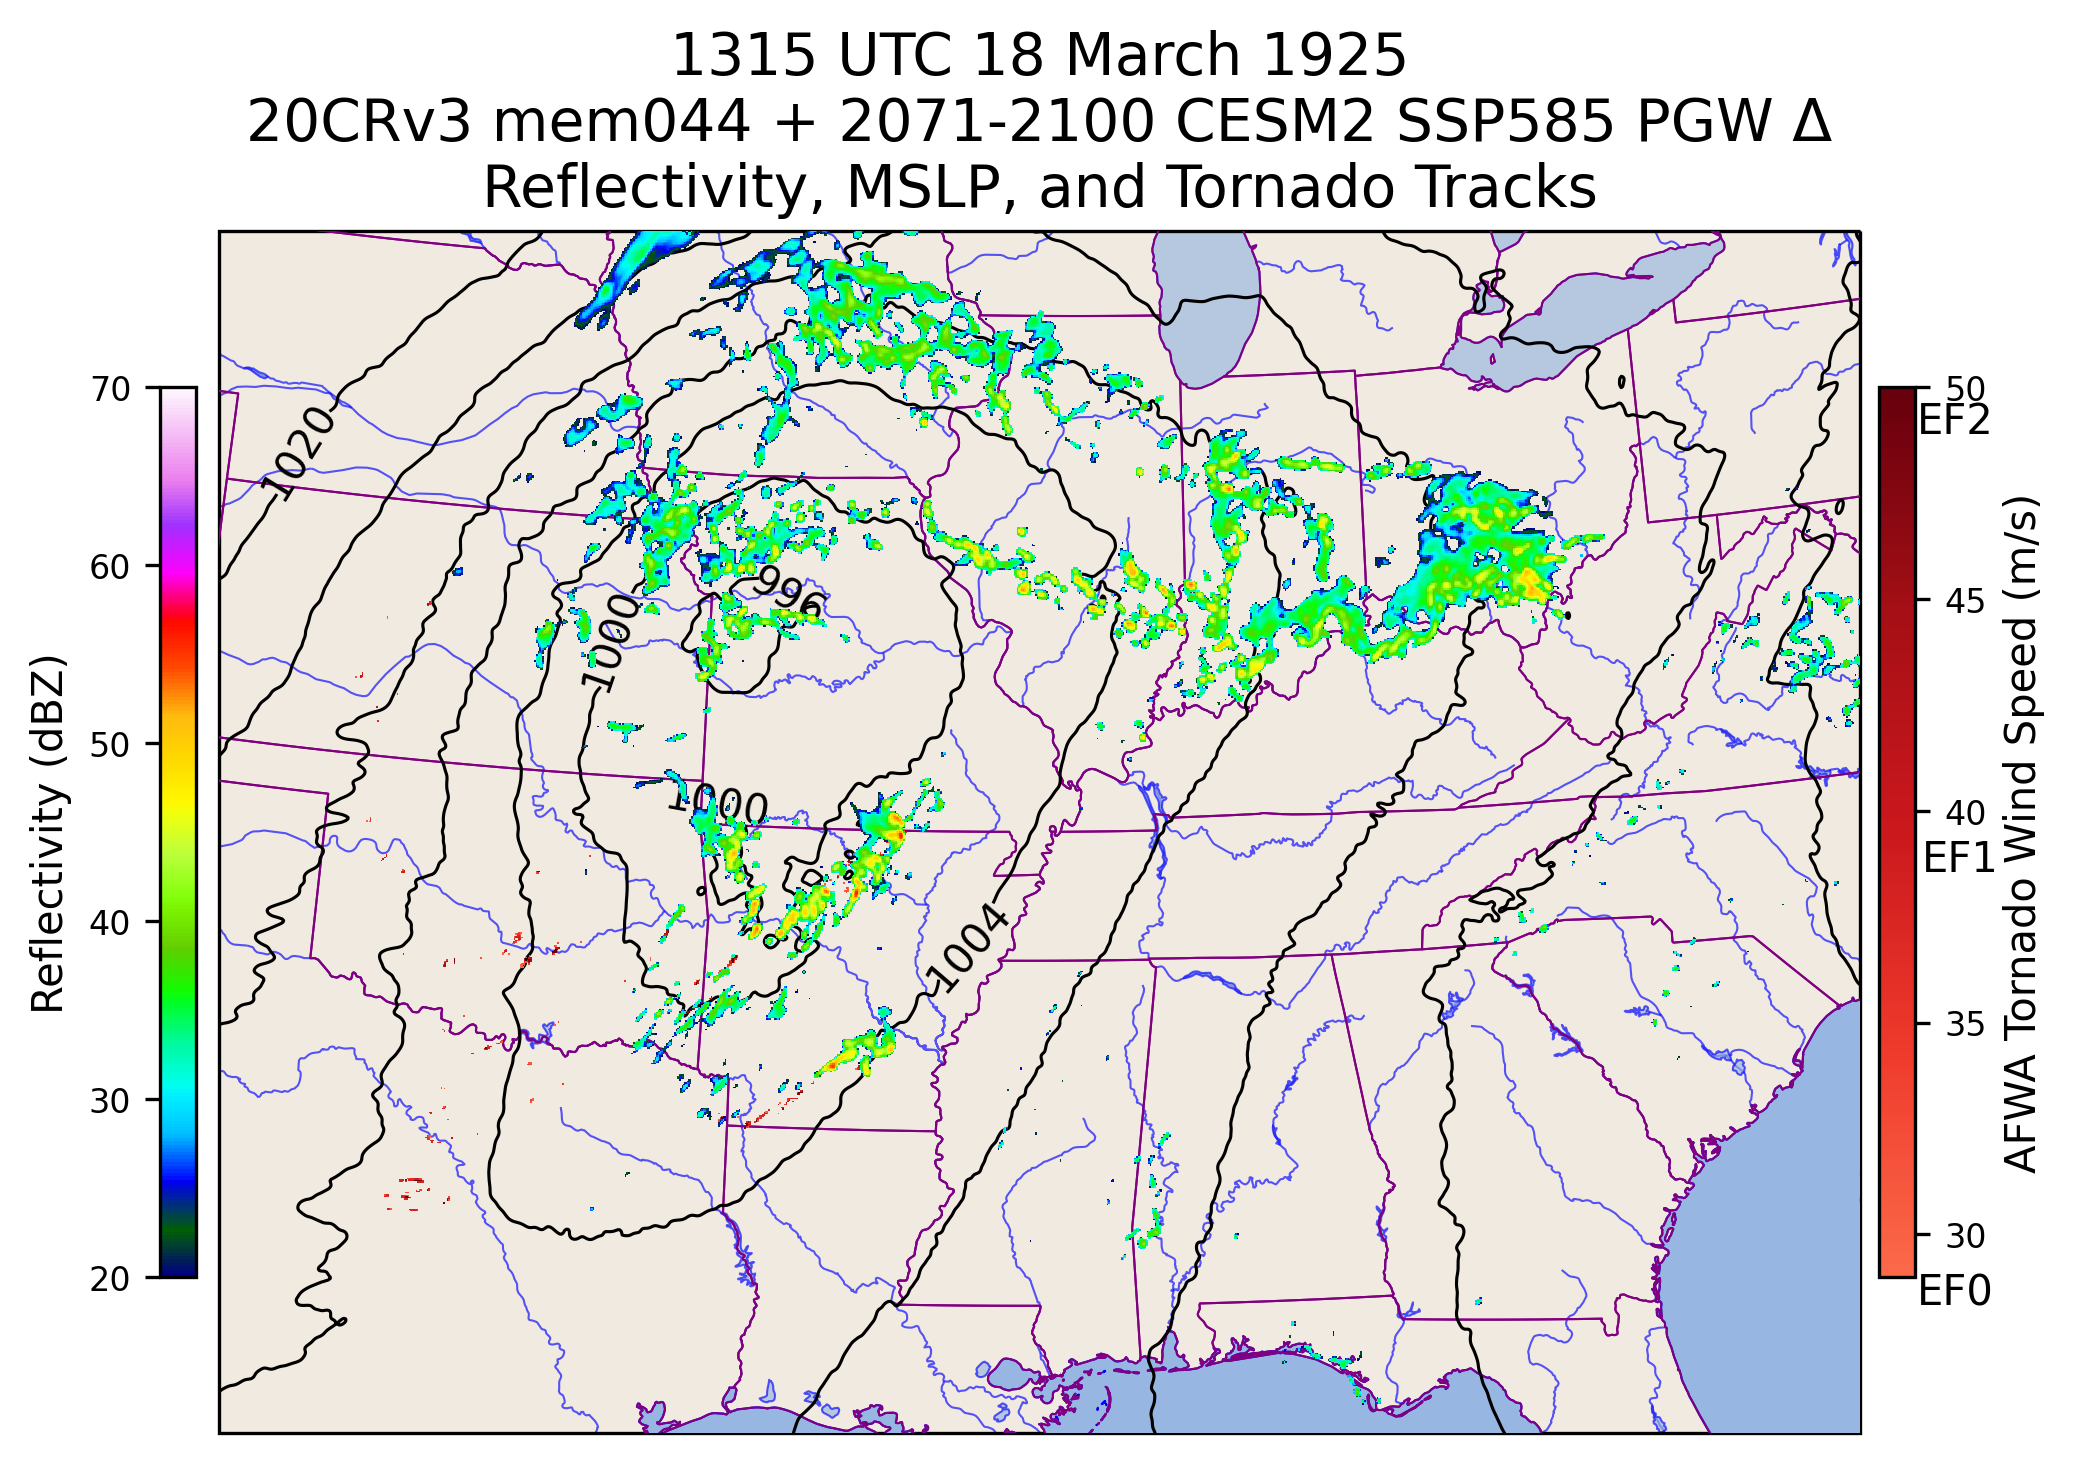 1315 UTC 18 March 1925
20CRv3 mem044 + 2071-2100 CESM2 SSP585 PGW Δ
Reflectivity, MSLP, and Tornado Tracks
70
60
50
40
30
20
Reflectivity (dBZ)
1020
996
1000
1000
1004
50
EF2
45
40
EF1
35
30
EF0
AFWA Tornado Wind Speed (m/s)